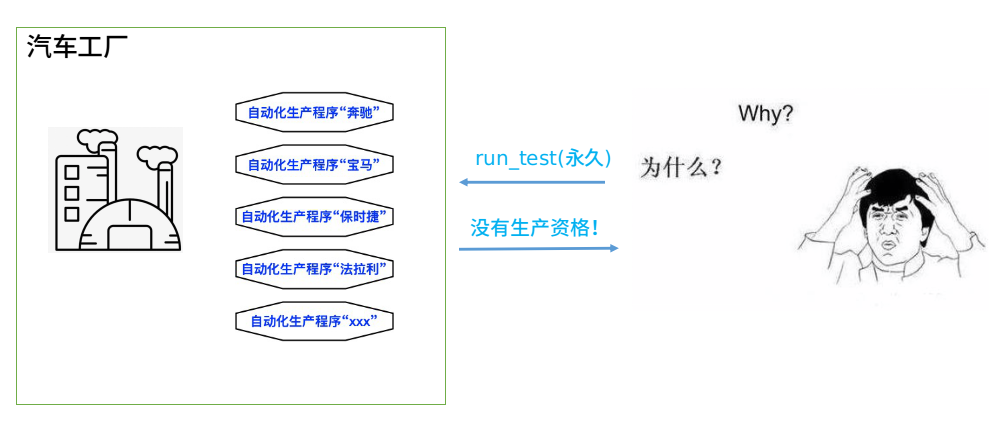 汽车工厂
自动化生产程序“奔驰”
自动化生产程序“宝马”
自动化生产程序“保时捷”
自动化生产程序“法拉利”
自动化生产程序“xxx”
run_test(永久)
没有生产资格！
Why?
为什么？